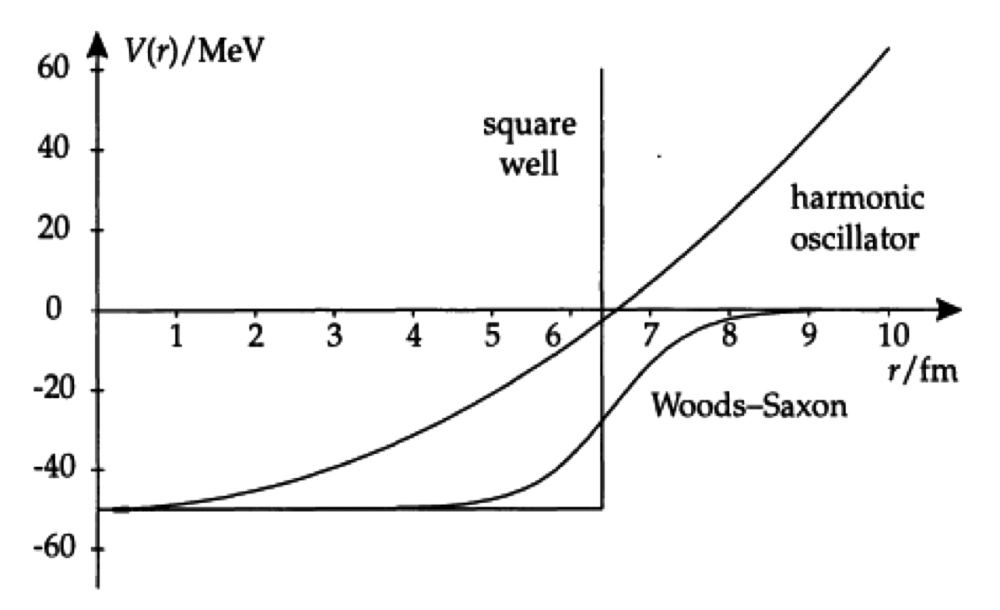 V(r)/MeV
60
square
well
40
harmonic
oscillator
20
0
1 2 3 4 5 6 7 8 9 10
r/fm
-20
Woods–Saxon
-40
-60